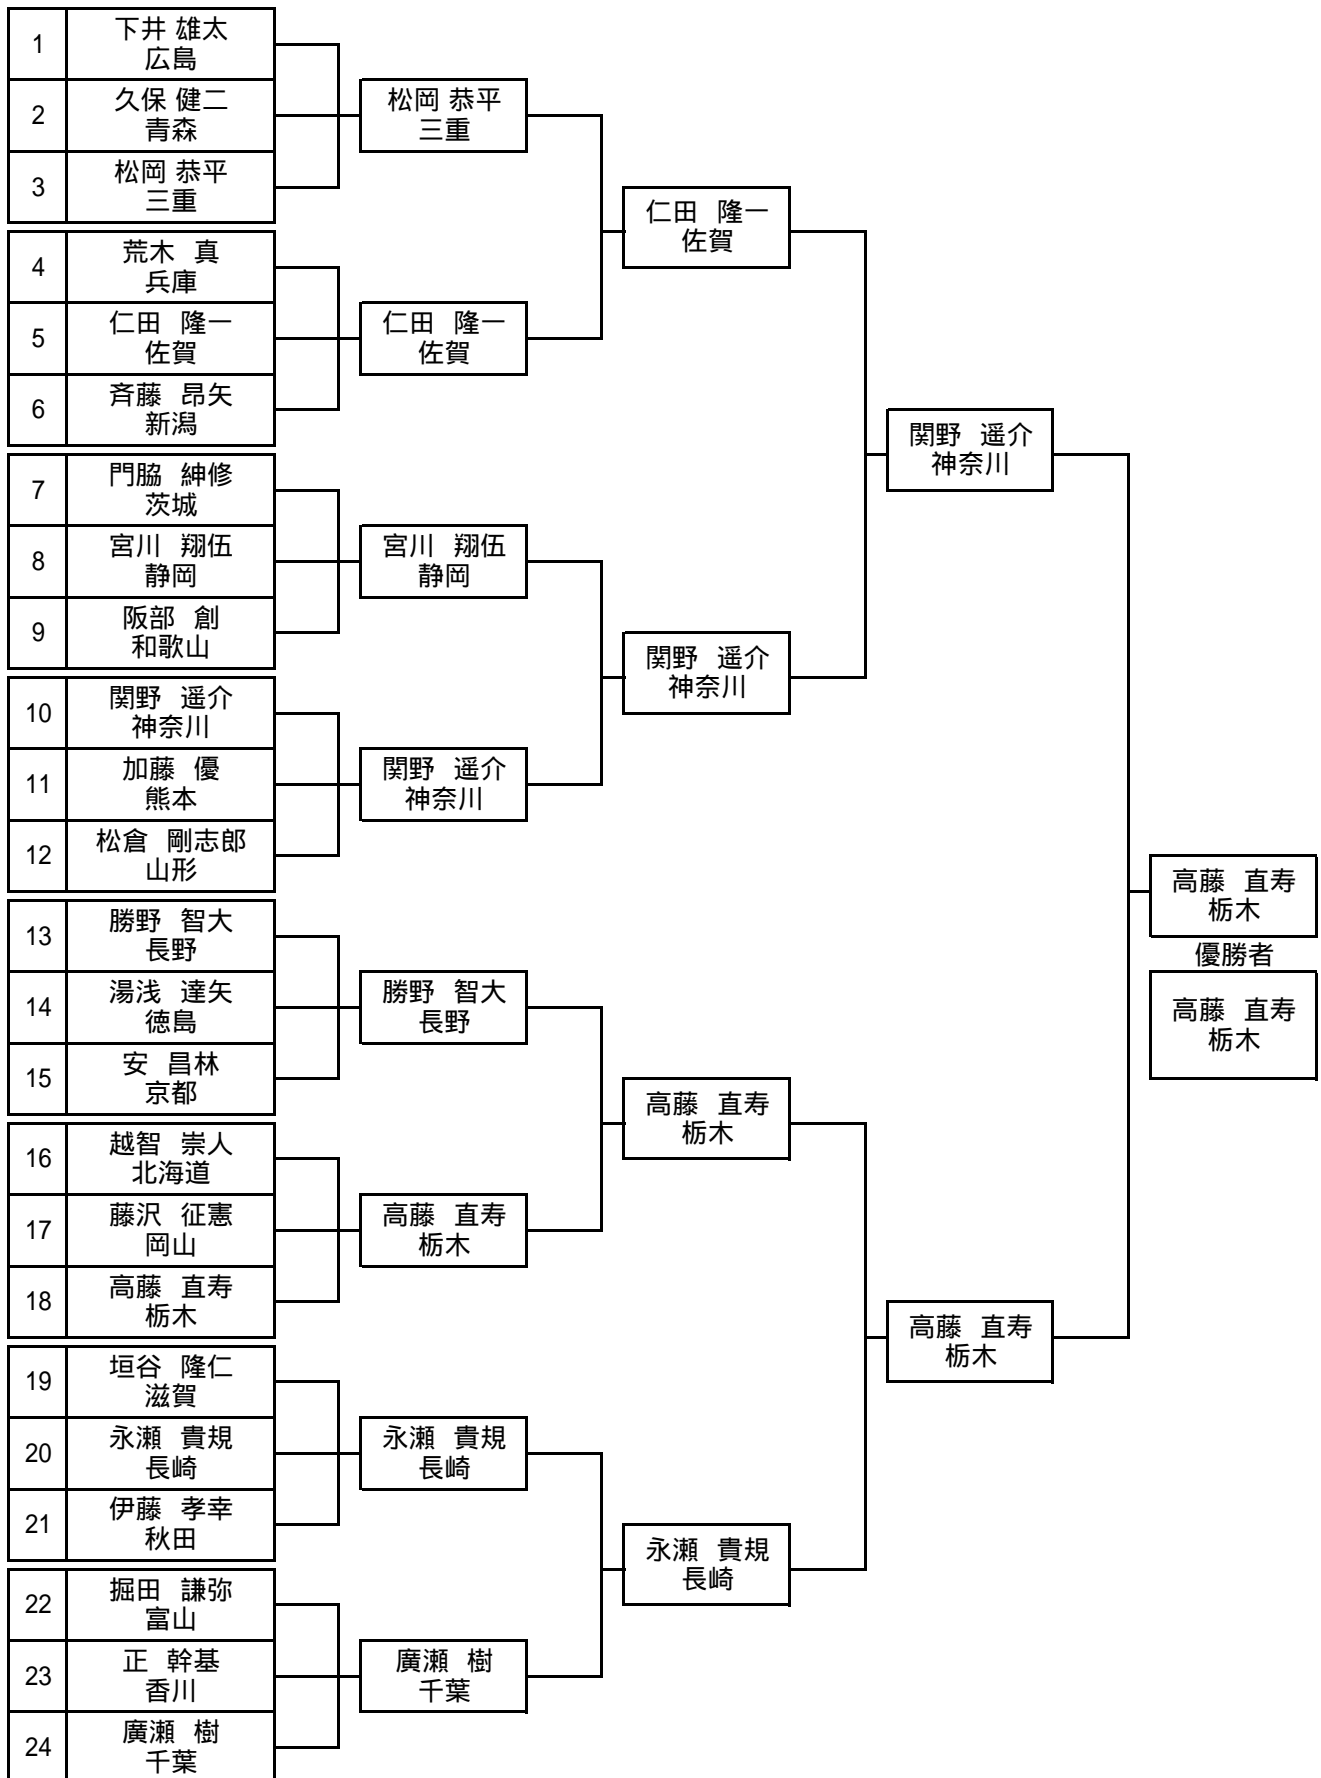 1
下井 雄太
広島
2
久保 健二
青森
3
松岡 恭平
三重
4
荒木 真
兵庫
5
仁田 隆一
佐賀
6
斉藤 昂矢
新潟
7
門脇 紳修
茨城
8
宮川 翔伍
静岡
9
阪部 創
和歌山
10
関野 遥介
神奈川
11
加藤 優
熊本
12
松倉 剛志郎
山形
13
勝野 智大
長野
14
湯浅 達矢
徳島
15
安 昌林
京都
16
越智 崇人
北海道
17
藤沢 征憲
岡山
18
高藤 直寿
栃木
19
垣谷 隆仁
滋賀
20
永瀬 貴規
長崎
21
伊藤 孝幸
秋田
22
掘田 謙弥
富山
23
正 幹基
香川
24
廣瀬 樹
千葉
松岡 恭平
三重
仁田 隆一
佐賀
宮川 翔伍
静岡
関野 遥介
神奈川
勝野 智大
長野
高藤 直寿
栃木
永瀬 貴規
長崎
廣瀬 樹
千葉
仁田 隆一
佐賀
関野 遥介
神奈川
高藤 直寿
栃木
永瀬 貴規
長崎
関野 遥介
神奈川
高藤 直寿
栃木
高藤 直寿
栃木
優勝者
高藤 直寿
栃木